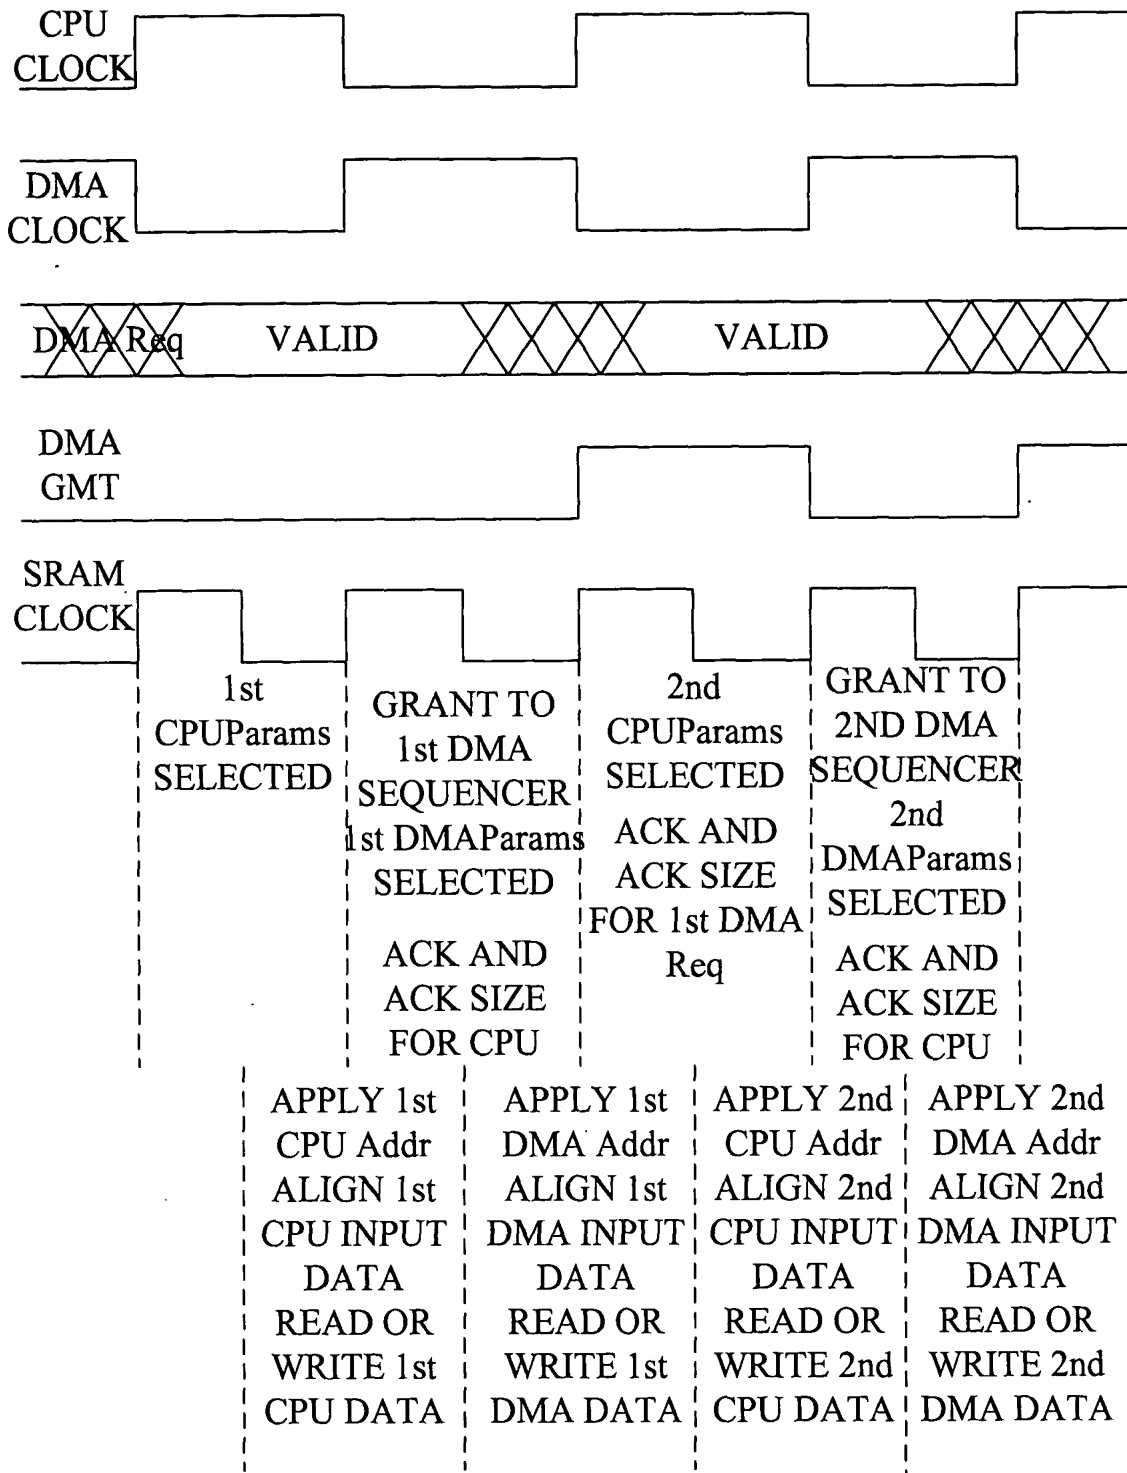 CPU
CLOCK
DMA
CLOCK
DMA Req VALID VALID
DMA
GMT
SRAM
CLOCK
1st
CPUParams
SELECTED
GRANT TO
1st DMA
SEQUENCER
1st DMAParams
SELECTED
ACK AND
ACK SIZE
FOR CPU
2nd
CPUParams
SELECTED
ACK AND
ACK SIZE
FOR 1st DMA
Req
GRANT TO
2ND DMA
SEQUENCER
2nd
DMAParams
SELECTED
ACK AND
ACK SIZE
FOR CPU
APPLY 1st
CPU Addr
ALIGN 1st
CPU INPUT
DATA
READ OR
WRITE 1st
CPU DATA
APPLY 1st
DMA Addr
ALIGN 1st
DMA INPUT
DATA
READ OR
WRITE 1st
DMA DATA
APPLY 2nd
CPU Addr
ALIGN 2nd
CPU INPUT
DATA
READ OR
WRITE 2nd
CPU DATA
APPLY 2nd
DMA Addr
ALIGN 2nd
DMA INPUT
DATA
READ OR
WRITE 2nd
DMA DATA